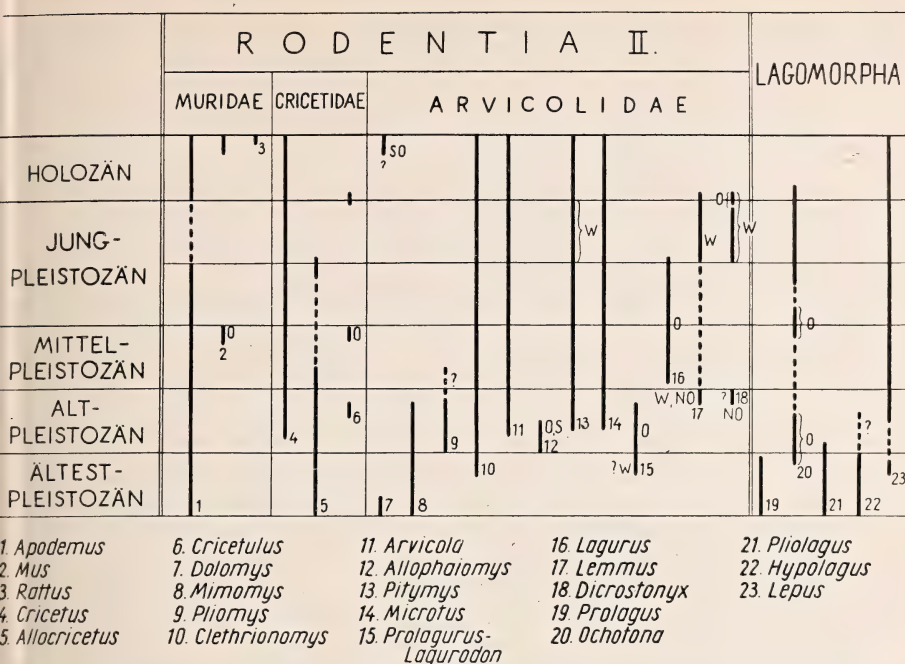 RODENTIA II.
LAGOMORPHA
MURIDAE CRICETIDAE ARVICOLIDAE
HOLOZÄN
JUNG-
PLEISTOZÄN
MITTEL-
PLEISTOZÄN
ALT-
PLEISTOZÄN
ÄLTEST-
PLEISTOZÄN
3
SO
?
O
W
W
W
O
2
O
O
O
?
16
W, NO
17
? 18
NO
6
4
9
11
O,S
12
13
14
O
?W 15
10
O
20
?
23
1
5
7
8
19
21
22
1. Apodemus
2. Mus
3. Rattus
4. Cricetus
5. Allocricetus
6. Cricetulus
7. Dolomys
8. Mimomys
9. Pliomys
10. Clethrionomys
11. Arvicola
12. Allophaiomys
13. Pitymys
14. Microtus
15. Prolagurus-
Lagurodon
16. Lagurus
17. Lemmus
18. Dicrostonyx
19. Prolagus
20. Ochotona
21. Pliolagus
22. Hypolagus
23. Lepus